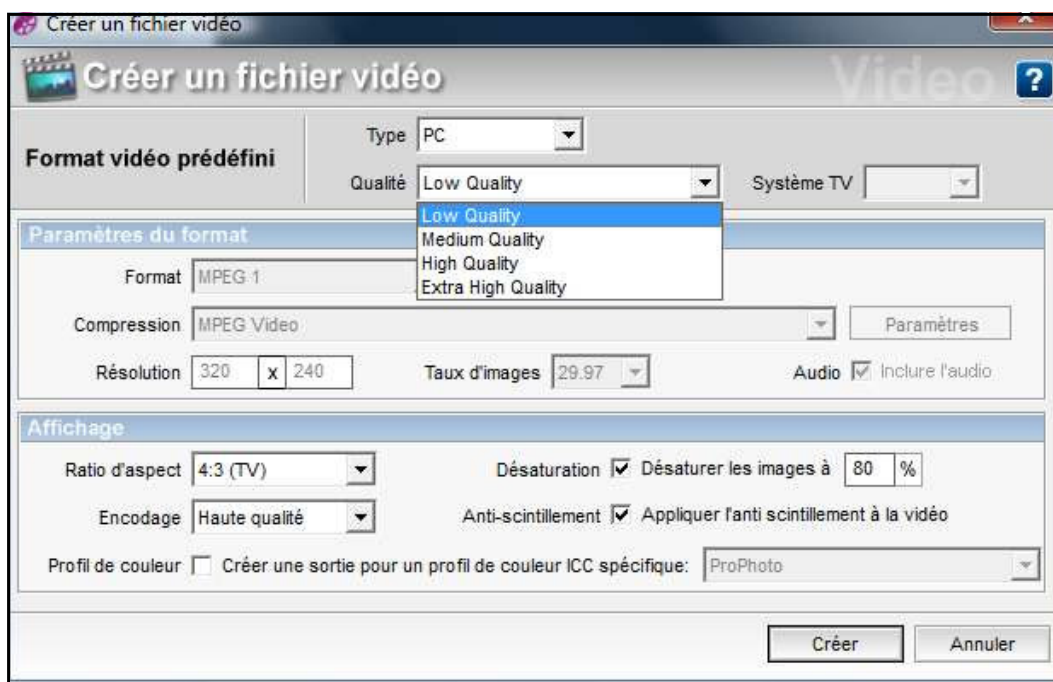 Créer un fichier vidéo
Créer un fichier vidéo Video ?
Type PC
Format vidéo prédéfini
Qualité Low Quality Système TV
Low Quality
Medium Quality
High Quality
Extra High Quality
Paramètres du format
Format MPEG 1
Compression MPEG Video Paramètres
Résolution 320 x 240 Taux d'images 29.97 Audio Inclure l'audio
Affichage
Ratio d'aspect 4:3 (TV) Désaturation Désaturer les images à 80 %
Encodage Haute qualité Anti-scintillement Appliquer l'anti scintillement à la vidéo
Profil de couleur Créer une sortie pour un profil de couleur ICC spécifique: ProPhoto
Créer Annuler